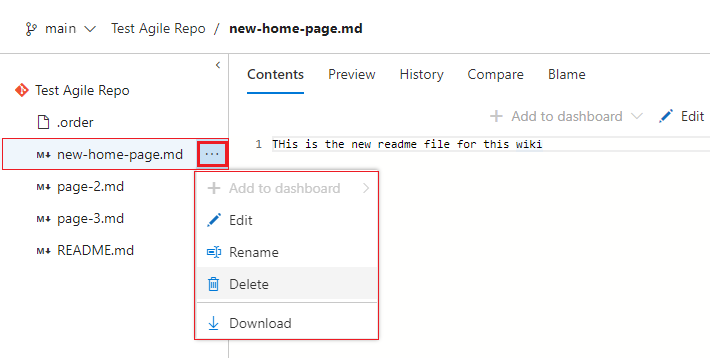 main Test Agile Repo / new-home-page.md
Test Agile Repo
.order
M↓ new-home-page.md ...
M↓ page-2.md
M↓ page-3.md
M↓ README.md
Contents Preview History Compare Blame
Add to dashboard Edit
1 THis is the new readme file for this wiki
Add to dashboard
Edit
Rename
Delete
Download